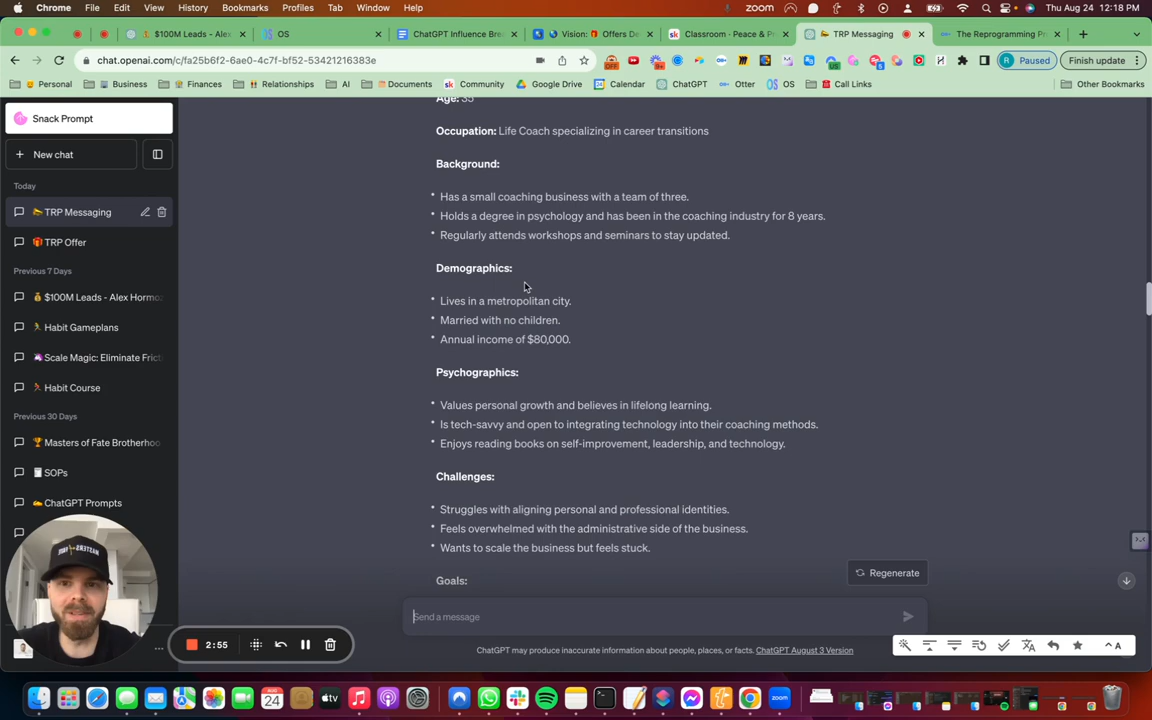 Chrome File Edit View History Bookmarks Profiles Tab Window Help zoom Thu Aug 24 12:18 PM
$100M Leads - Alex OS ChatGPT Influence Bre Vision: Offers De Classroom - Peace & Pr TRP Messaging The Reprogramming Pr
chat.openai.com/c/fa25b6f2-6ae0-4c7f-bf52-53421216383e R Paused Finish update
Personal Business Finances Relationships AI Documents Community Google Drive Calendar ChatGPT Otter OS Call Links Other Bookmarks
Snack Prompt
New chat
Today
TRP Messaging
TRP Offer
Previous 7 Days
$100M Leads - Alex Hormoz
Habit Gameplans
Scale Magic: Eliminate Frict
Habit Course
Previous 30 Days
Masters of Fate Brotherhoo
SOPs
ChatGPT Prompts
Age: 35
Occupation: Life Coach specializing in career transitions
Background:
• Has a small coaching business with a team of three.
• Holds a degree in psychology and has been in the coaching industry for 8 years.
• Regularly attends workshops and seminars to stay updated.
Demographics:
• Lives in a metropolitan city.
• Married with no children.
• Annual income of $80,000.
Psychographics:
• Values personal growth and believes in lifelong learning.
• Is tech-savvy and open to integrating technology into their coaching methods.
• Enjoys reading books on self-improvement, leadership, and technology.
Challenges:
• Struggles with aligning personal and professional identities.
• Feels overwhelmed with the administrative side of the business.
• Wants to scale the business but feels stuck.
Goals:
Regenerate
Send a message
2:55
ChatGPT may produce inaccurate information about people, places, or facts. ChatGPT August 3 Version
A